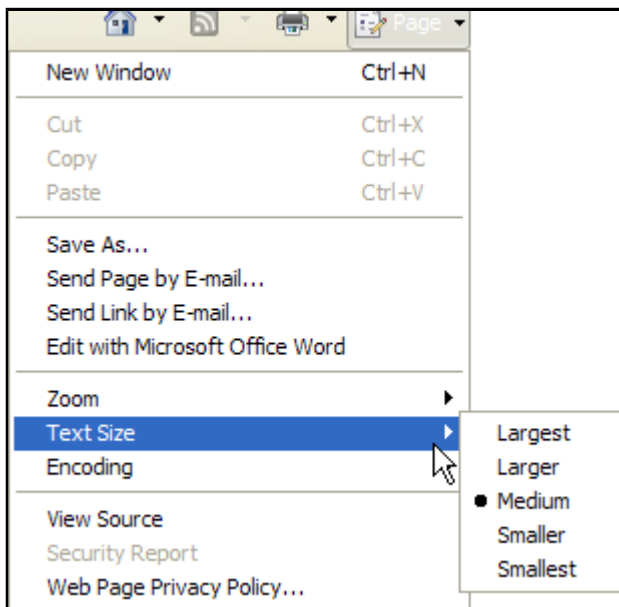 Page
New Window Ctrl+N
Cut Ctrl+X
Copy Ctrl+C
Paste Ctrl+V
Save As...
Send Page by E-mail...
Send Link by E-mail...
Edit with Microsoft Office Word
Zoom
Text Size
Encoding
View Source
Security Report
Web Page Privacy Policy...
Largest
Larger
Medium
Smaller
Smallest